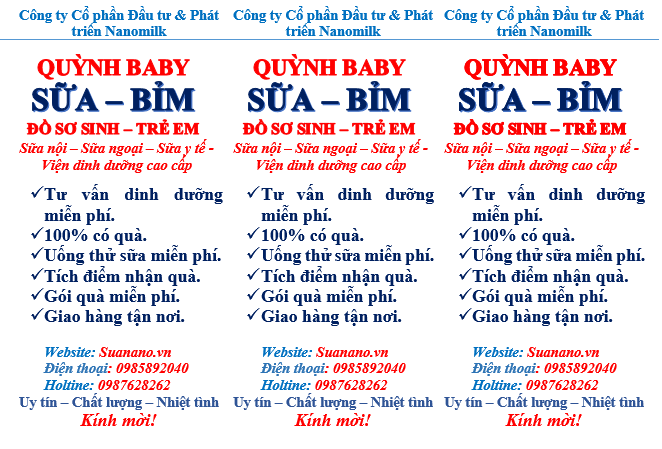 Công ty Cổ phần Đầu tư & Phát
triển Nanomilk
QUỲNH BABY
SỮA – BỈM
ĐỒ SƠ SINH – TRẺ EM
Sữa nội – Sữa ngoại – Sữa y tế -
Viện dinh dưỡng cao cấp
✓Tư vấn dinh dưỡng
miễn phí.
✓100% có quà.
✓Uống thử sữa miễn phí.
✓Tích điểm nhận quà.
✓Gói quà miễn phí.
✓Giao hàng tận nơi.
Website: Suanano.vn
Điện thoại: 0985892040
Holtine: 0987628262
Uy tín – Chất lượng – Nhiệt tình
Kính mời!
Công ty Cổ phần Đầu tư & Phát
triển Nanomilk
QUỲNH BABY
SỮA – BỈM
ĐỒ SƠ SINH – TRẺ EM
Sữa nội – Sữa ngoại – Sữa y tế -
Viện dinh dưỡng cao cấp
✓Tư vấn dinh dưỡng
miễn phí.
✓100% có quà.
✓Uống thử sữa miễn phí.
✓Tích điểm nhận quà.
✓Gói quà miễn phí.
✓Giao hàng tận nơi.
Website: Suanano.vn
Điện thoại: 0985892040
Holtine: 0987628262
Uy tín – Chất lượng – Nhiệt tình
Kính mời!
Công ty Cổ phần Đầu tư & Phát
triển Nanomilk
QUỲNH BABY
SỮA – BỈM
ĐỒ SƠ SINH – TRẺ EM
Sữa nội – Sữa ngoại – Sữa y tế -
Viện dinh dưỡng cao cấp
✓Tư vấn dinh dưỡng
miễn phí.
✓100% có quà.
✓Uống thử sữa miễn phí.
✓Tích điểm nhận quà.
✓Gói quà miễn phí.
✓Giao hàng tận nơi.
Website: Suanano.vn
Điện thoại: 0985892040
Holtine: 0987628262
Uy tín – Chất lượng – Nhiệt tình
Kính mời!